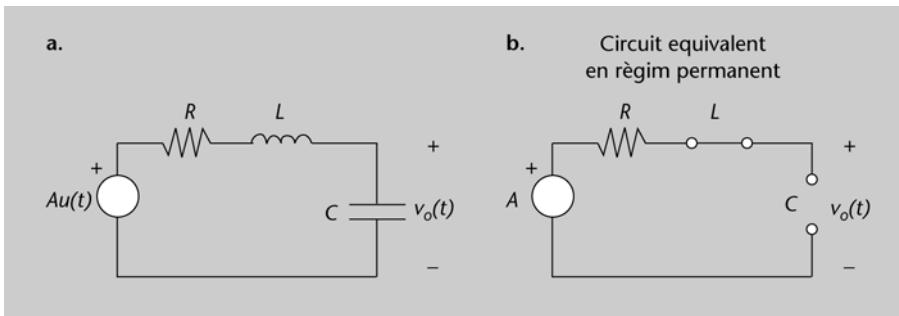 a.
R
L
+
Au(t)
C
+
vo(t)
–
b.
Circuit equivalent
en règim permanent
R
L
+
A
C
+
vo(t)
–